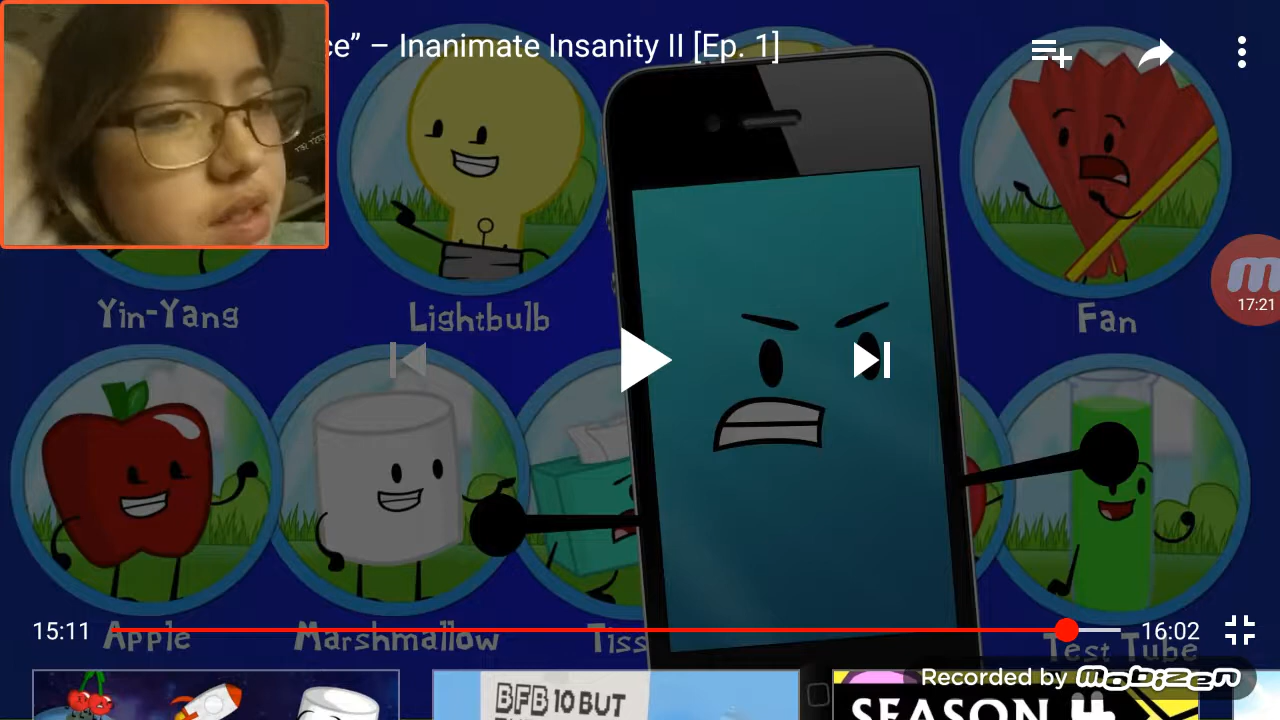 ce” – Inanimate Insanity II [Ep. 1]
Yin-Yang
Lightbulb
Fan
17:21
15:11
Apple
Marshmallow
Tiss
Test Tube
16:02
Recorded by mobizen
BFB 10 BUT
SEASON